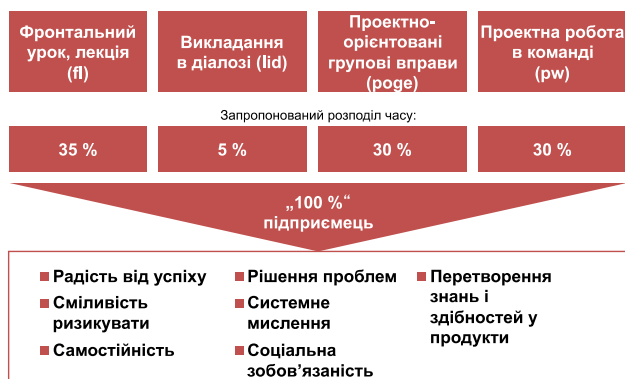 Фронтальний
урок, лекція
(fl)
Викладання
в діалозі (lid)
Проектно-
орієнтовані
групові вправи
(poge)
Проектна робота
в команді
(pw)
Запропонований розподіл часу:
35 %
5 %
30 %
30 %
„100 %“
підприємець
Радість від успіху
Сміливість
ризикувати
Самостійність
Рішення проблем
Системне
мислення
Соціальна
зобов’язаність
Перетворення
знань і
здібностей у
продукти